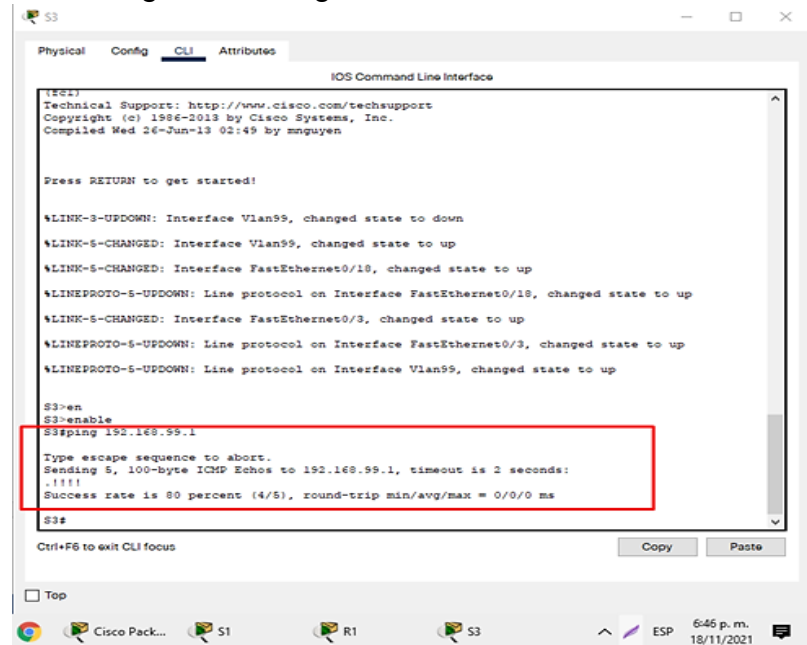 S3
Physical Config CLI Attributes
IOS Command Line Interface
(fc1)
Technical Support: http://www.cisco.com/techsupport
Copyright (c) 1986-2013 by Cisco Systems, Inc.
Compiled Wed 26-Jun-13 02:49 by mnguyen
Press RETURN to get started!
%LINK-3-UPDOWN: Interface Vlan99, changed state to down
%LINK-5-CHANGED: Interface Vlan99, changed state to up
%LINK-5-CHANGED: Interface FastEthernet0/18, changed state to up
%LINEPROTO-5-UPDOWN: Line protocol on Interface FastEthernet0/18, changed state to up
%LINK-5-CHANGED: Interface FastEthernet0/3, changed state to up
%LINEPROTO-5-UPDOWN: Line protocol on Interface FastEthernet0/3, changed state to up
%LINEPROTO-5-UPDOWN: Line protocol on Interface Vlan99, changed state to up
S3>en
S3>enable
S3#ping 192.168.99.1
Type escape sequence to abort.
Sending 5, 100-byte ICMP Echos to 192.168.99.1, timeout is 2 seconds:
.!!!!
Success rate is 80 percent (4/5), round-trip min/avg/max = 0/0/0 ms
S3#
Ctrl+F6 to exit CLI focus
Copy Paste
Top
Cisco Pack... S1 R1 S3 ESP 6:46 p. m.
18/11/2021